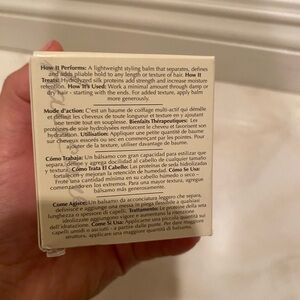 How It Performs: A lightweight styling balm that separates, defines
and adds pliable hold to any length or texture of hair. How It
Treats: Hydrolyzed silk proteins add strength and increase moisture
retention. How It's Used: Work a minimal amount through damp or
dry hair - starting with the ends. For added texture, apply balm
more generously.
Mode d'action: C'est un baume de coiffage multi-actif qui démêle
et définit les cheveux de toute longueur et texture en y ajoutant
une tenue tout en souplesse. Bienfaits Thérapeutiques: Les
protéines de soie hydrolysées renforcent le cheveu et favorisent son
hydratation. Utilisation: Appliquer une petite quantité de baume sur
cheveux essorés ou sec en commençant par les pointes. Pour
ajouter de la texture, utiliser davantage de baume.
Cómo Trabaja: Un bálsamo con gran capacidad para estilizar que
separa, define y agrega docilidad al cabello de cualquier tamaño
o textura. Cómo Trata El Cabello: Las proteínas de seda hidrolizadas
fortalecen y mejoran la retención de humedad. Cómo Se Usa:
Frote una cantidad mínima en su cabello húmedo o seco -
comenzando en los extremos. Para una mayor textura, agregue
bálsamo más generosamente.
Come Agisce: Un balsamo da acconciatura leggero che separa,
definisce e aggiunge una messa in piega flessibile a qualsiasi
lunghezza o spessore di capelli. Trattamento: Le proteine della seta
idrolizzate aggiungono vigore e aumentano la ritenzione
dell'idratazione. Come Si Usa: Applicarne una piccola quantità sui
capelli umidi o asciutti - a partire dalle punte. Per dare maggiore
struttura, applicare una maggiore quantità di balsamo.